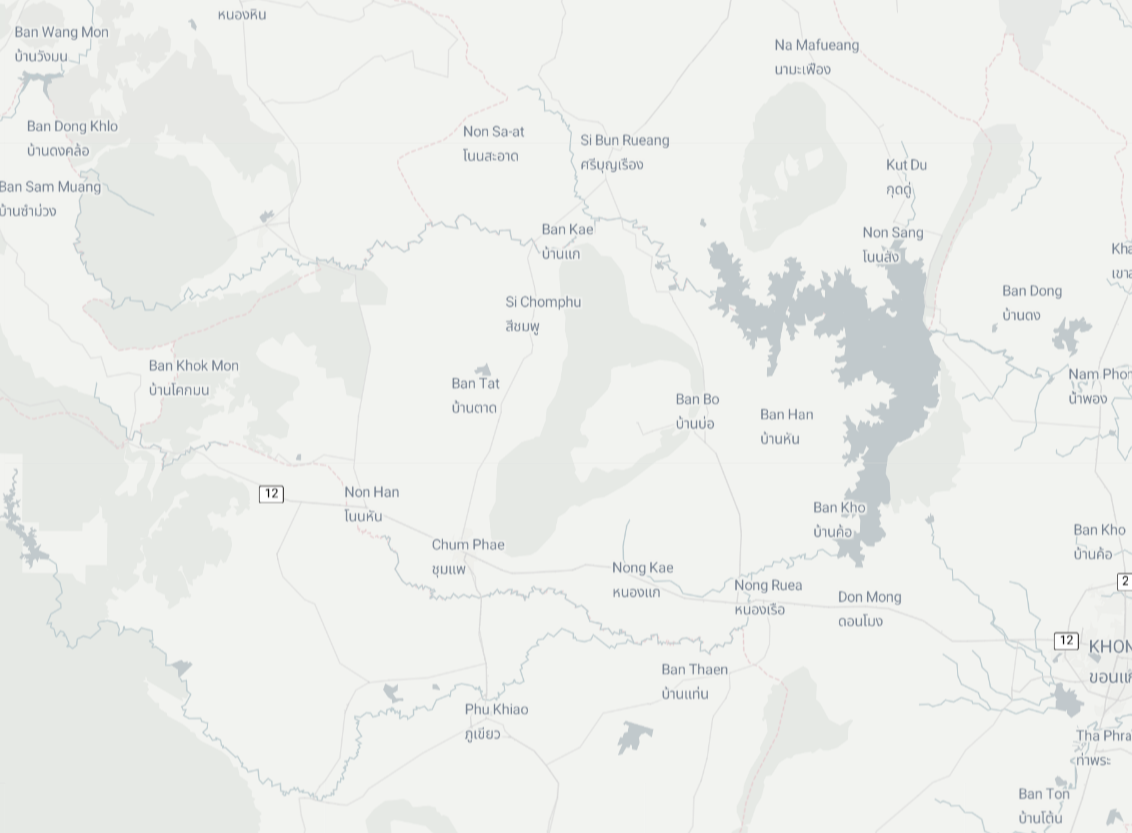 หนองหิน
Ban Wang Mon
บ้านวังมน
Na Mafueang
นามะเฟือง
Ban Dong Khlo
บ้านดงคล้อ
Non Sa-at
โนนสะอาด
Si Bun Rueang
ศรีบุญเรือง
Kut Du
กุดดู่
Ban Sam Muang
บ้านซำม่วง
Ban Kae
บ้านแก
Non Sang
โนนสัง
Ban Dong
บ้านดง
Si Chomphu
สีชมพู
Ban Khok Mon
บ้านโคกมน
Ban Tat
บ้านตาด
Nam Phon
น้ำพอง
Ban Bo
บ้านบ่อ
Ban Han
บ้านหัน
12
Non Han
โนนหัน
Ban Kho
บ้านค้อ
Ban Kho
บ้านค้อ
Chum Phae
ชุมแพ
Nong Kae
หนองแก
Nong Ruea
หนองเรือ
2
Don Mong
ดอนโมง
12
KHON
ขอนแก่
Ban Thaen
บ้านแท่น
Phu Khiao
ภูเขียว
Tha Phra
ท่าพระ
Ban Ton
บ้านโต้น